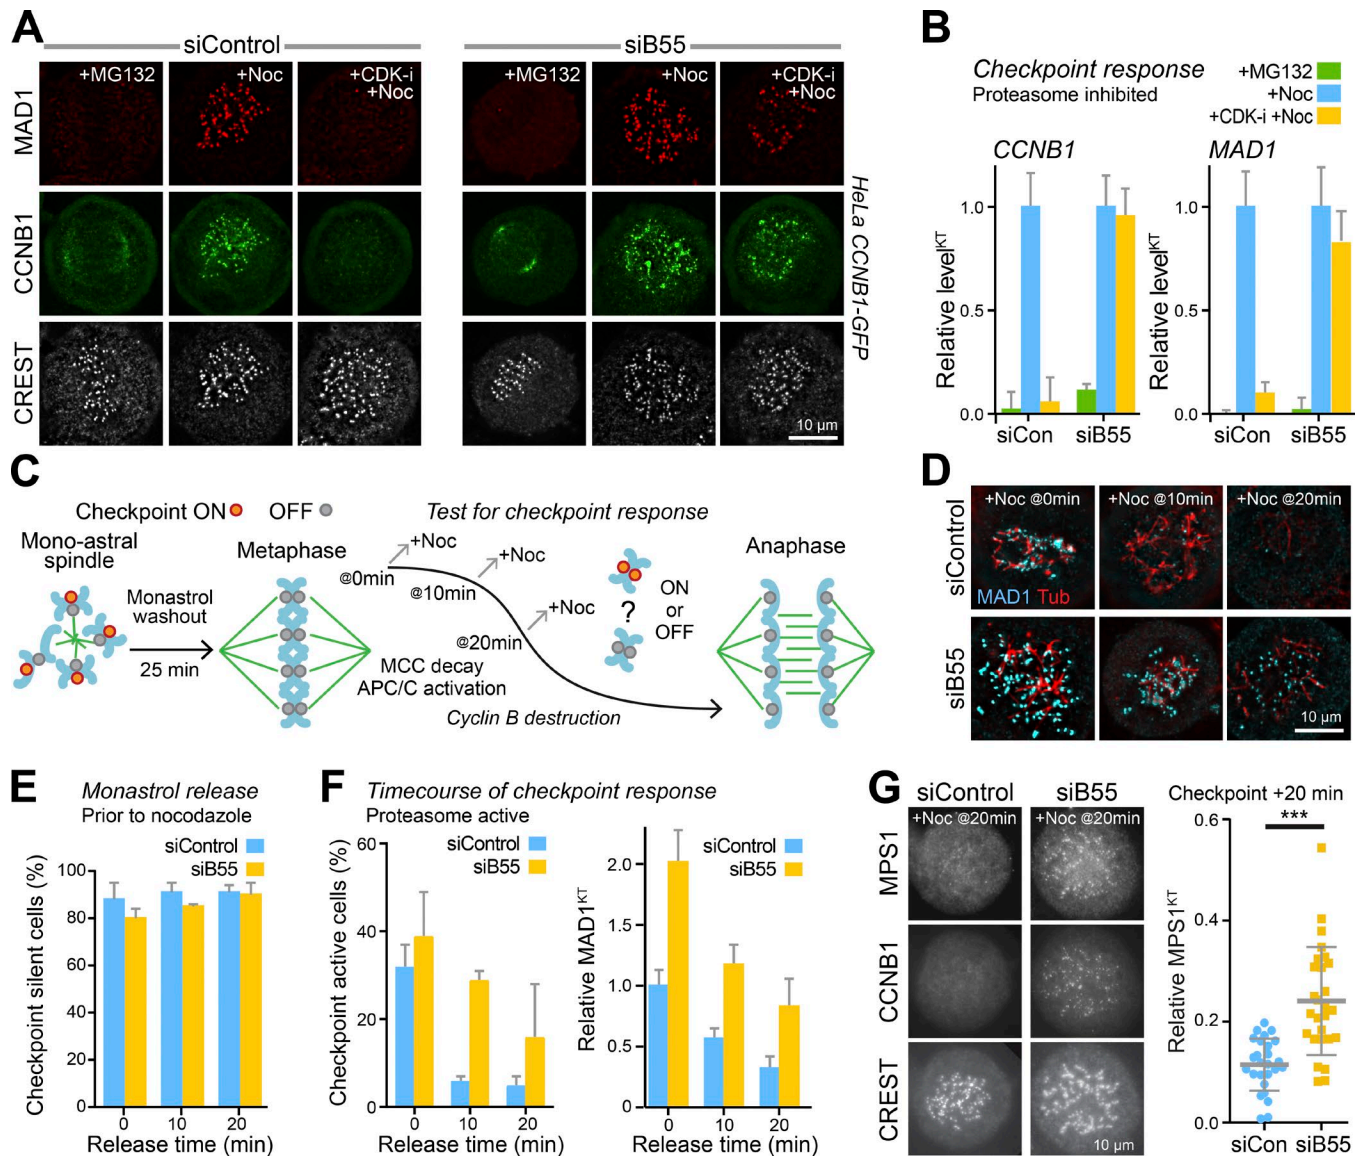 A
siControl
siB55
+MG132
+Noc
+CDK-i
+Noc
+MG132
+Noc
+CDK-i
+Noc
MAD1
CCNB1
CREST
HeLa CCNB1-GFP
10 µm
B
Checkpoint response
Proteasome inhibited
+MG132
+Noc
+CDK-i +Noc
CCNB1
MAD1
Relative levelᴷᵀ
1.0
0.5
0.0
siCon
siB55
Relative levelᴷᵀ
1.0
0.5
0.0
siCon
siB55
C
Checkpoint ON
OFF
Test for checkpoint response
Mono-astral
spindle
Metaphase
Anaphase
Monastrol
washout
25 min
+Noc
@0min
+Noc
@10min
+Noc
@20min
?
ON
or
OFF
MCC decay
APC/C activation
Cyclin B destruction
D
siControl
siB55
+Noc @0min
+Noc @10min
+Noc @20min
MAD1 Tub
10 µm
E
Monastrol release
Prior to nocodazole
siControl
siB55
Checkpoint silent cells (%)
100
80
60
40
20
0
0
10
20
Release time (min)
F
Timecourse of checkpoint response
Proteasome active
siControl
siB55
Checkpoint active cells (%)
60
40
20
0
0
10
20
Release time (min)
siControl
siB55
Relative MAD1ᴷᵀ
2.0
1.5
1.0
0.5
0
0
10
20
Release time (min)
G
siControl
siB55
+Noc @20min
+Noc @20min
MPS1
CCNB1
CREST
10 µm
Checkpoint +20 min
***
Relative MPS1ᴷᵀ
0.6
0.4
0.2
0.0
siCon
siB55